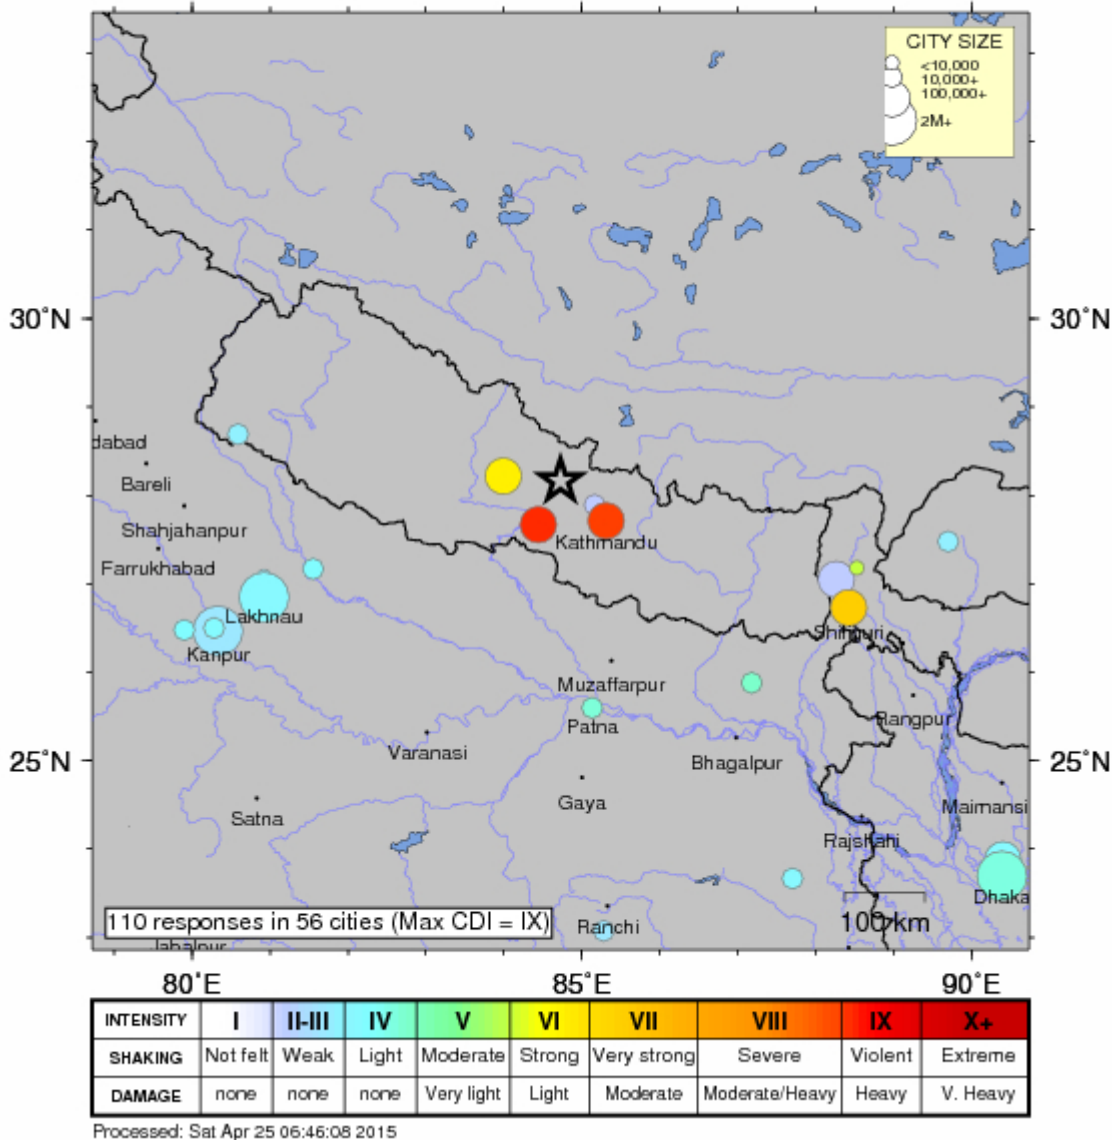 CITY SIZE
<10,000
10,000+
100,000+
2M+
30˚N
30˚N
dabad
Bareli
Shahjahanpur
Kathmandu
Farrukhabad
Lakhnau
Shiliguri
Kanpur
Muzaffarpur
Rangpur
Patna
Varanasi
25˚N
Bhagalpur
25˚N
Gaya
Maimansi
Satna
Rajshahi
Dhaka
110 responses in 56 cities (Max CDI = IX)
Ranchi
100 km
Jabalpur
80˚E
85˚E
90˚E
INTENSITY I II-III IV V VI VII VIII IX X+
SHAKING Not felt Weak Light Moderate Strong Very strong Severe Violent Extreme
DAMAGE none none none Very light Light Moderate Moderate/Heavy Heavy V. Heavy
Processed: Sat Apr 25 06:46:08 2015